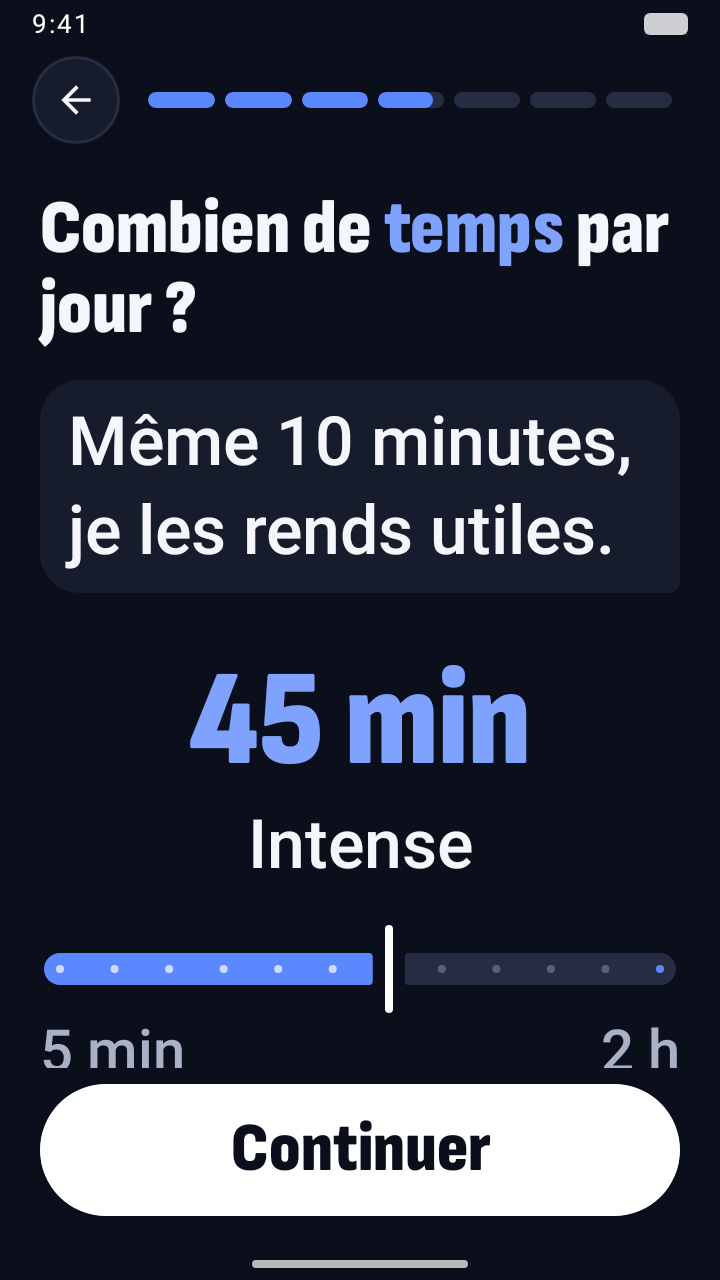 9:41
Combien de temps par
jour ?
Même 10 minutes,
je les rends utiles.
45 min
Intense
5 min
2 h
Continuer